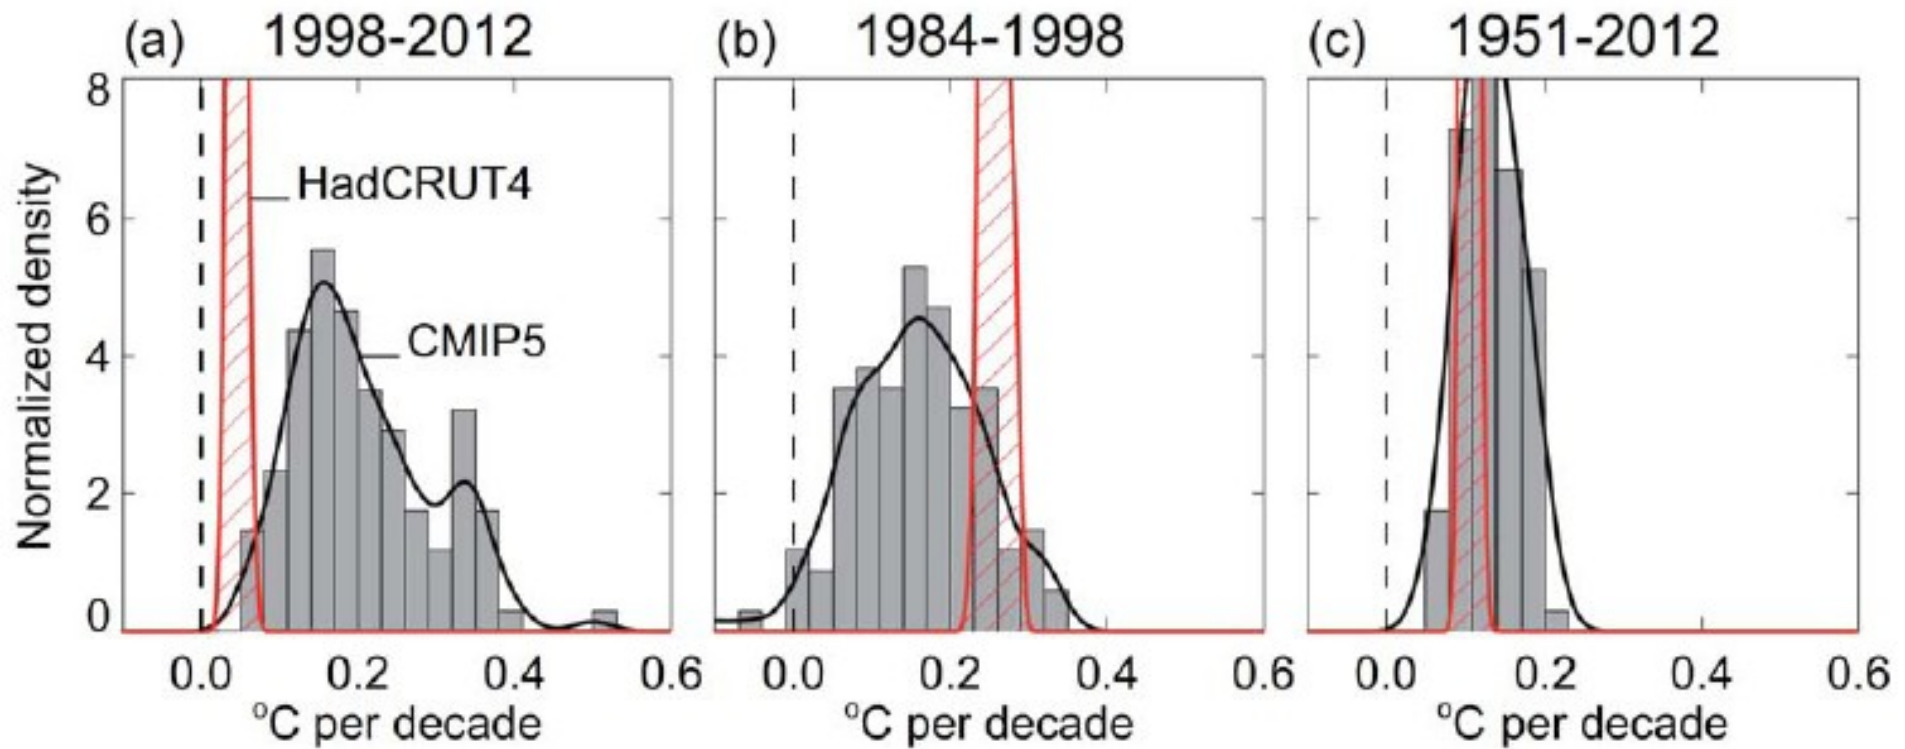 (a) 1998-2012
(b) 1984-1998
(c) 1951-2012
Normalized density
8
6
4
2
0
HadCRUT4
CMIP5
0.0 0.2 0.4 0.6
0.0 0.2 0.4 0.6
0.0 0.2 0.4 0.6
°C per decade
°C per decade
°C per decade